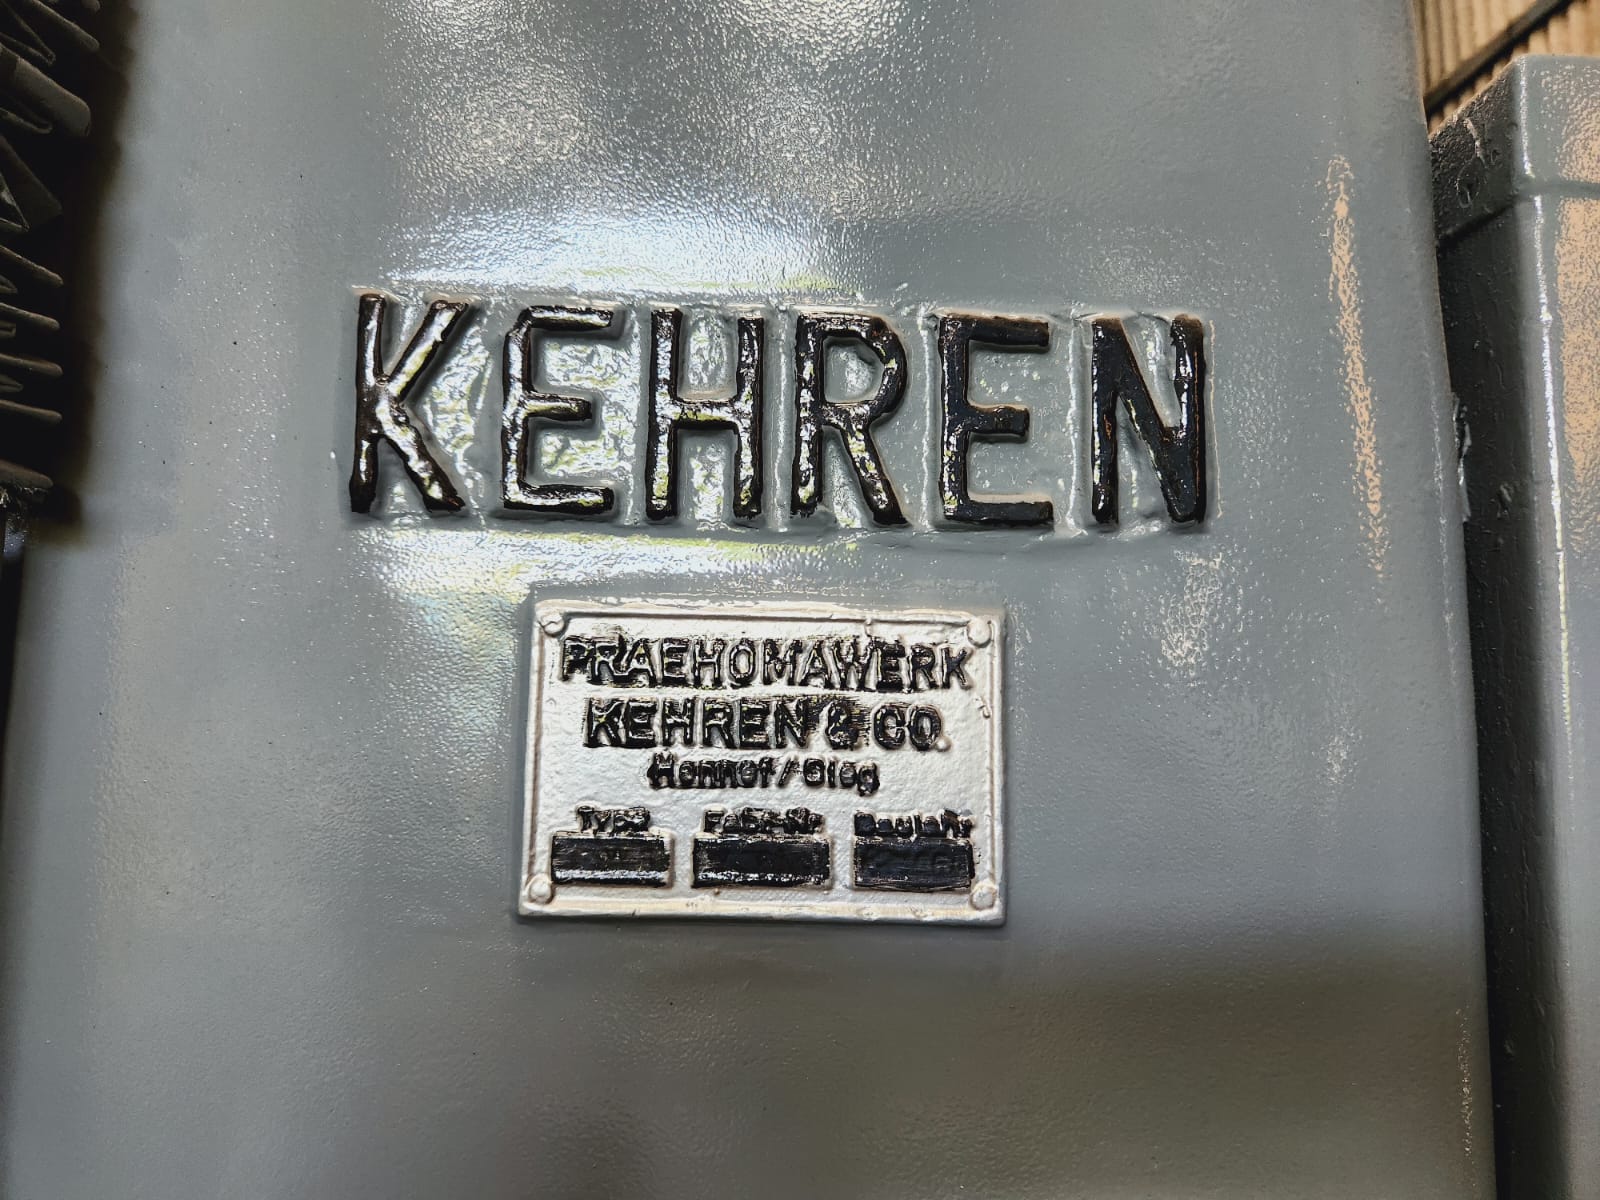 KEHREN
PRAEHOMAWERK
KEHREN & CO.
Hennef/Sieg
Type Fabr-Nr. Baujahr